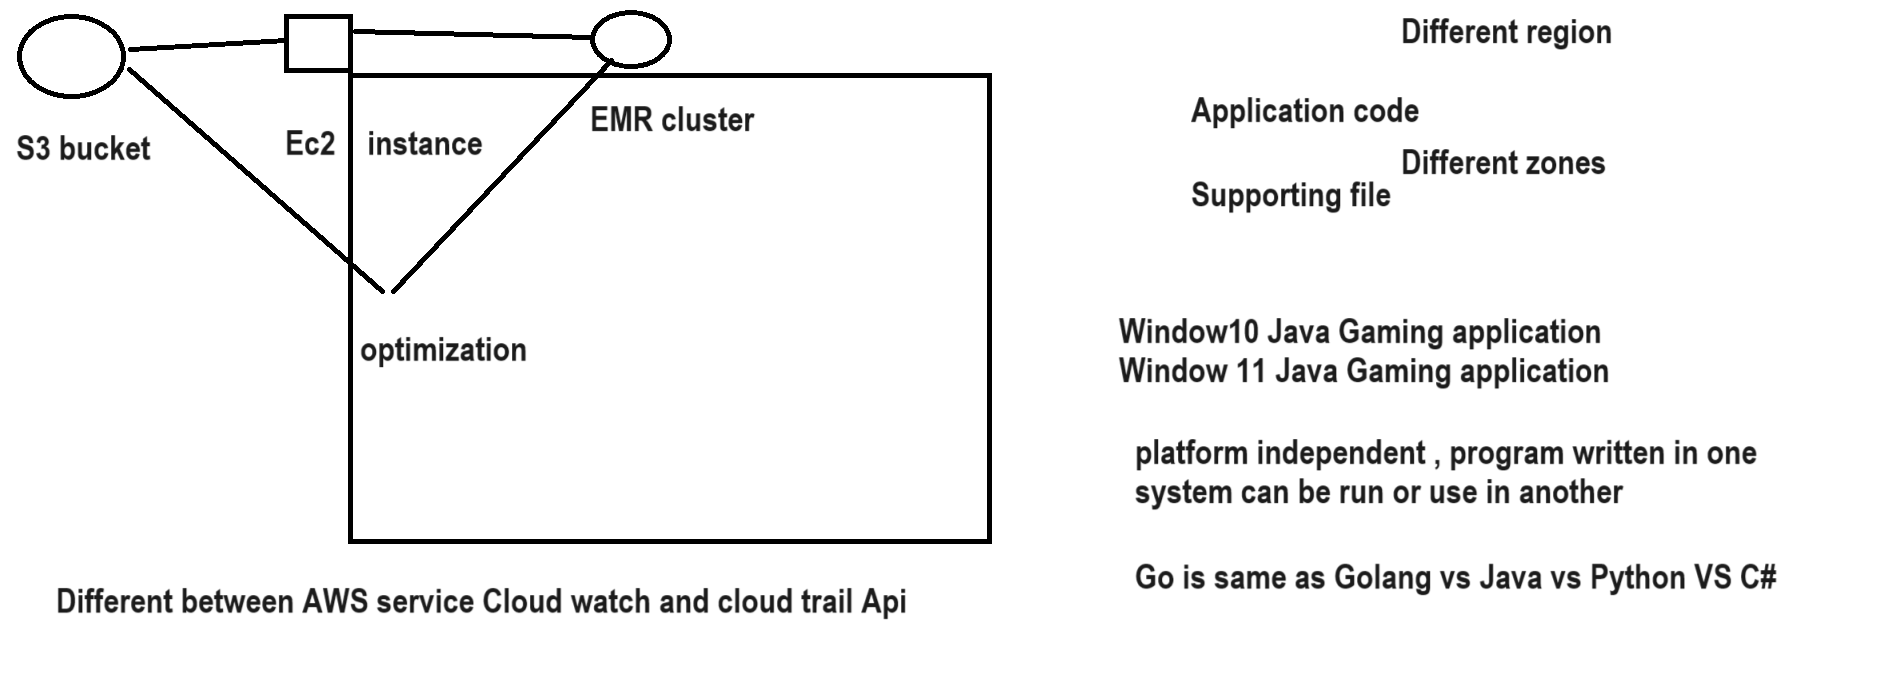 S3 bucket
Ec2 instance
EMR cluster
optimization
Different between AWS service Cloud watch and cloud trail Api
Different region
Application code
Different zones
Supporting file
Window10 Java Gaming application
Window 11 Java Gaming application
platform independent , program written in one
system can be run or use in another
Go is same as Golang vs Java vs Python VS C#